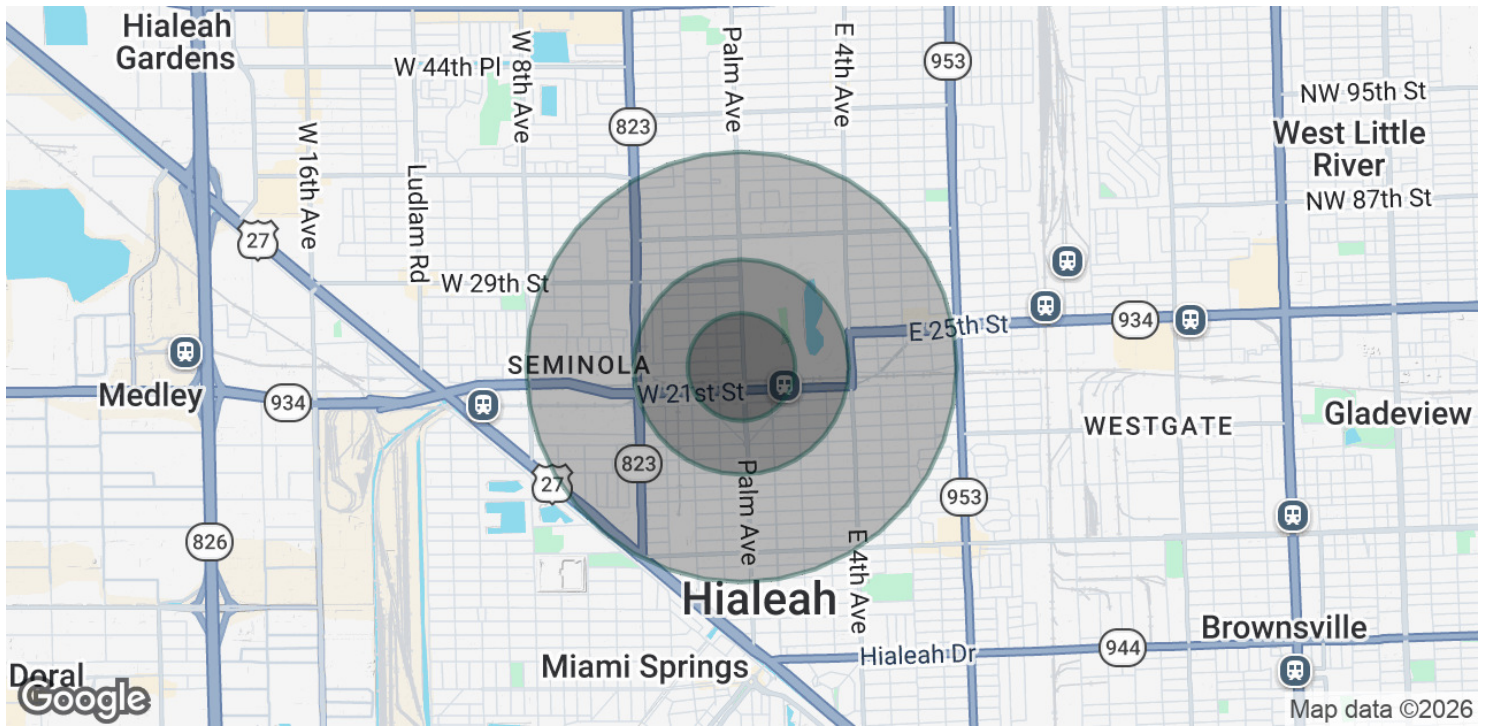 Hialeah
Gardens
W 44th Pl
W 8th Ave
Palm Ave
E 4th Ave
953
NW 95th St
823
W 16th Ave
West Little
River
Ludlam Rd
NW 87th St
27
W 29th St
E 25th St
934
SEMINOLA
W 21st St
Medley
934
Gladeview
WESTGATE
823
27
Palm Ave
953
826
E 4th Ave
Hialeah
Brownsville
944
Hialeah Dr
Miami Springs
Doral
Google
Map data ©2026